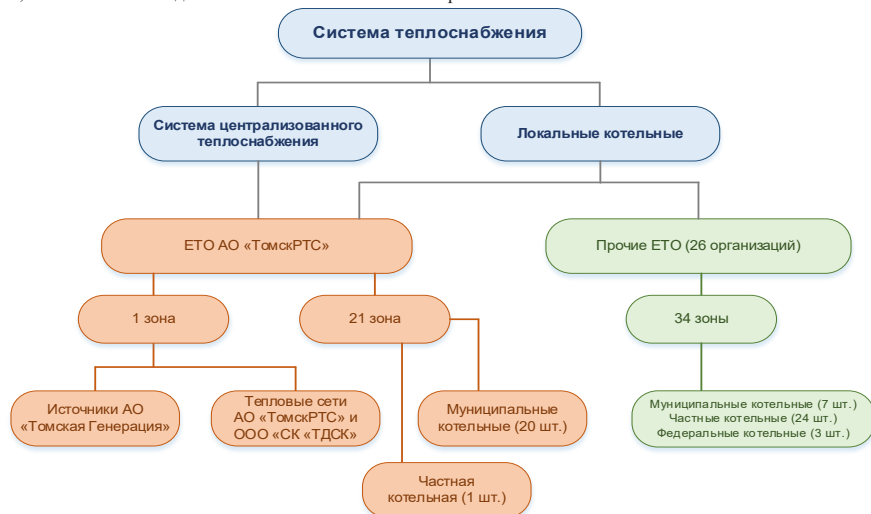 Система теплоснабжения
Система централизованного
теплоснабжения
Локальные котельные
ЕТО АО «ТомскРТС»
Прочие ЕТО (26 организаций)
1 зона
21 зона
34 зоны
Источники АО
«Томская Генерация»
Тепловые сети
АО «ТомскРТС» и
ООО «СК «ТДСК»
Муниципальные
котельные (20 шт.)
Муниципальные котельные (7 шт.)
Частные котельные (24 шт.)
Федеральные котельные (3 шт.)
Частная
котельная (1 шт.)